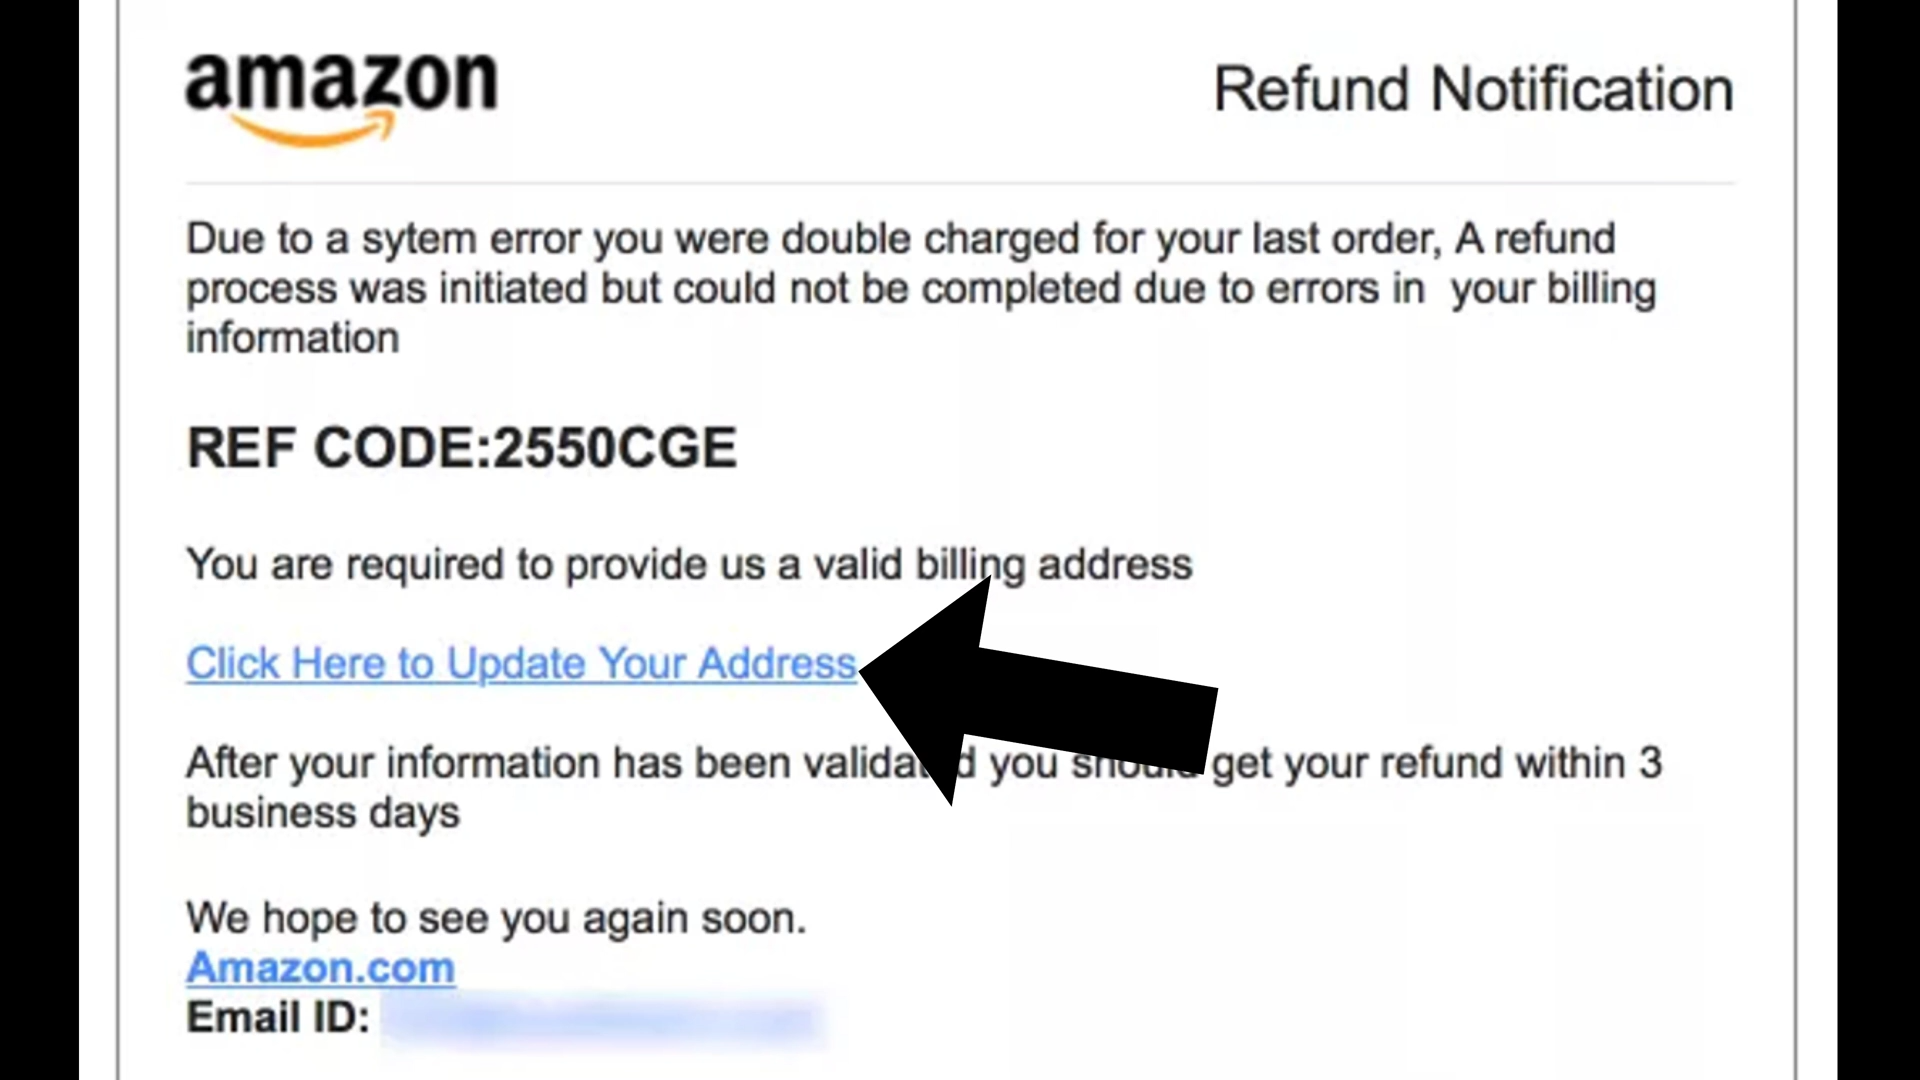 amazon
Refund Notification
Due to a sytem error you were double charged for your last order, A refund
process was initiated but could not be completed due to errors in  your billing
information
REF CODE:2550CGE
You are required to provide us a valid billing address
Click Here to Update Your Address
After your information has been validated you should get your refund within 3
business days
We hope to see you again soon.
Amazon.com
Email ID: